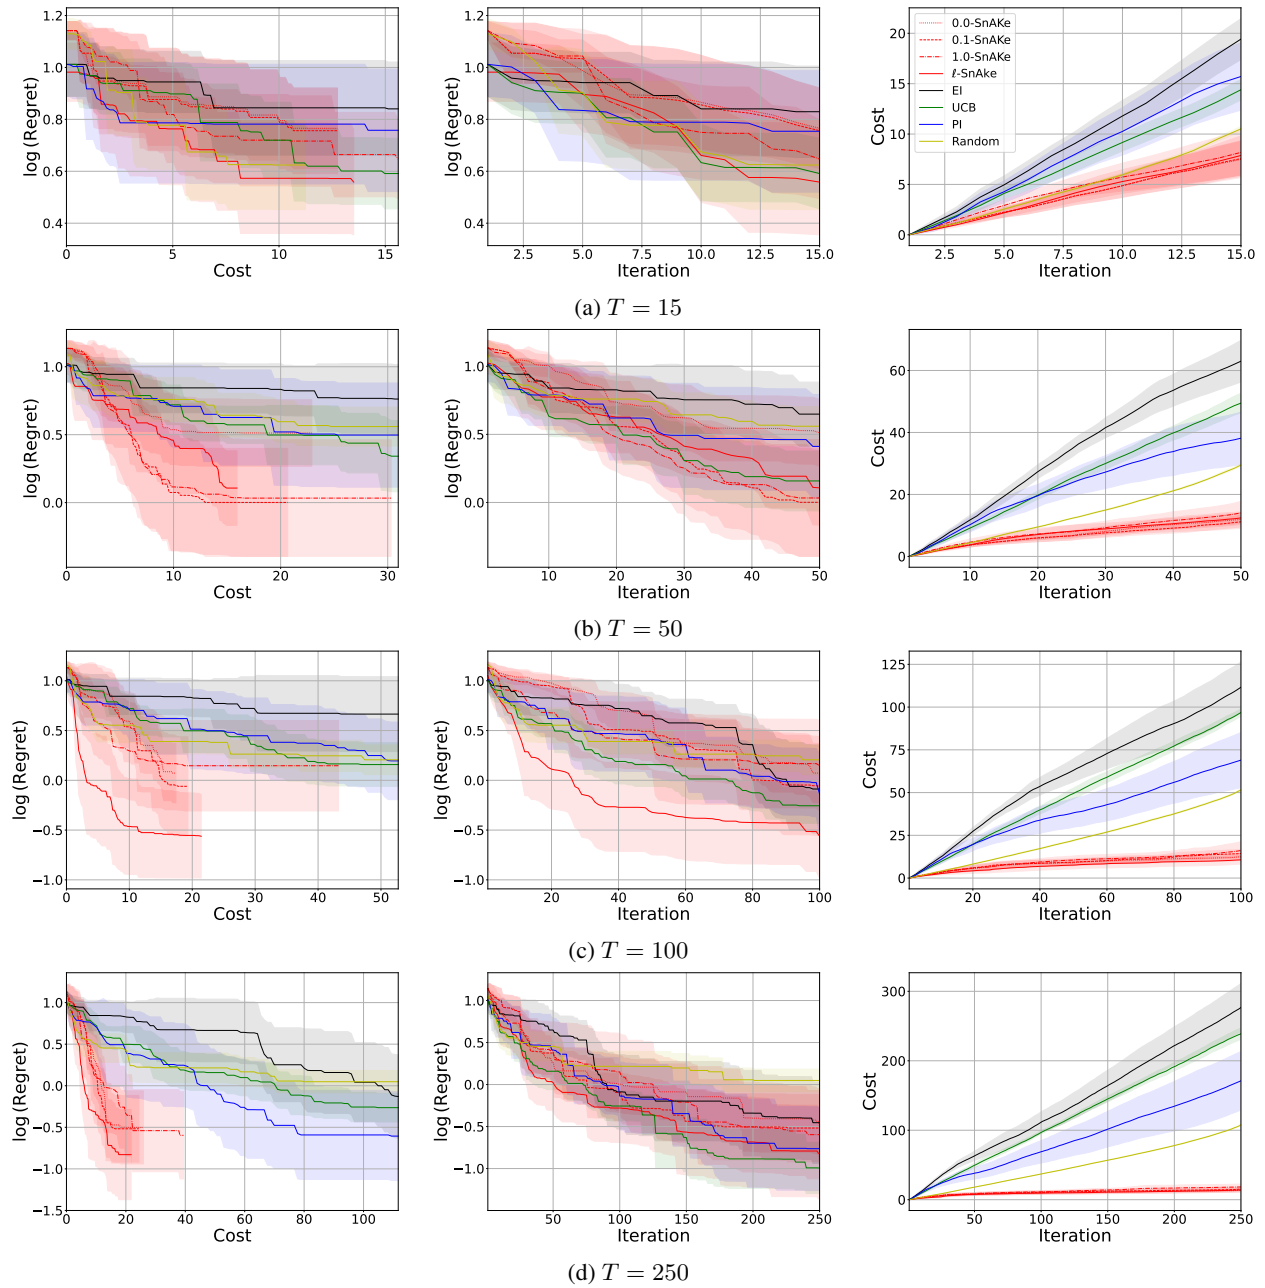 log (Regret)
1.2
1.0
0.8
0.6
0.4
0 5 10 15
Cost
log (Regret)
1.2
1.0
0.8
0.6
0.4
2.5 5.0 7.5 10.0 12.5 15.0
Iteration
Cost
20
15
10
5
0
0.0-SnAKe
0.1-SnAKe
1.0-SnAKe
ℓ-SnAke
EI
UCB
PI
Random
2.5 5.0 7.5 10.0 12.5 15.0
Iteration
(a) T = 15
log (Regret)
1.0
0.5
0.0
0 10 20 30
Cost
log (Regret)
1.0
0.5
0.0
10 20 30 40 50
Iteration
Cost
60
40
20
0
10 20 30 40 50
Iteration
(b) T = 50
log (Regret)
1.0
0.5
0.0
−0.5
−1.0
0 10 20 30 40 50
Cost
log (Regret)
1.0
0.5
0.0
−0.5
−1.0
20 40 60 80 100
Iteration
Cost
125
100
75
50
25
0
20 40 60 80 100
Iteration
(c) T = 100
log (Regret)
1.0
0.5
0.0
−0.5
−1.0
−1.5
0 20 40 60 80 100
Cost
log (Regret)
1.0
0.5
0.0
−0.5
−1.0
50 100 150 200 250
Iteration
Cost
300
200
100
0
50 100 150 200 250
Iteration
(d) T = 250